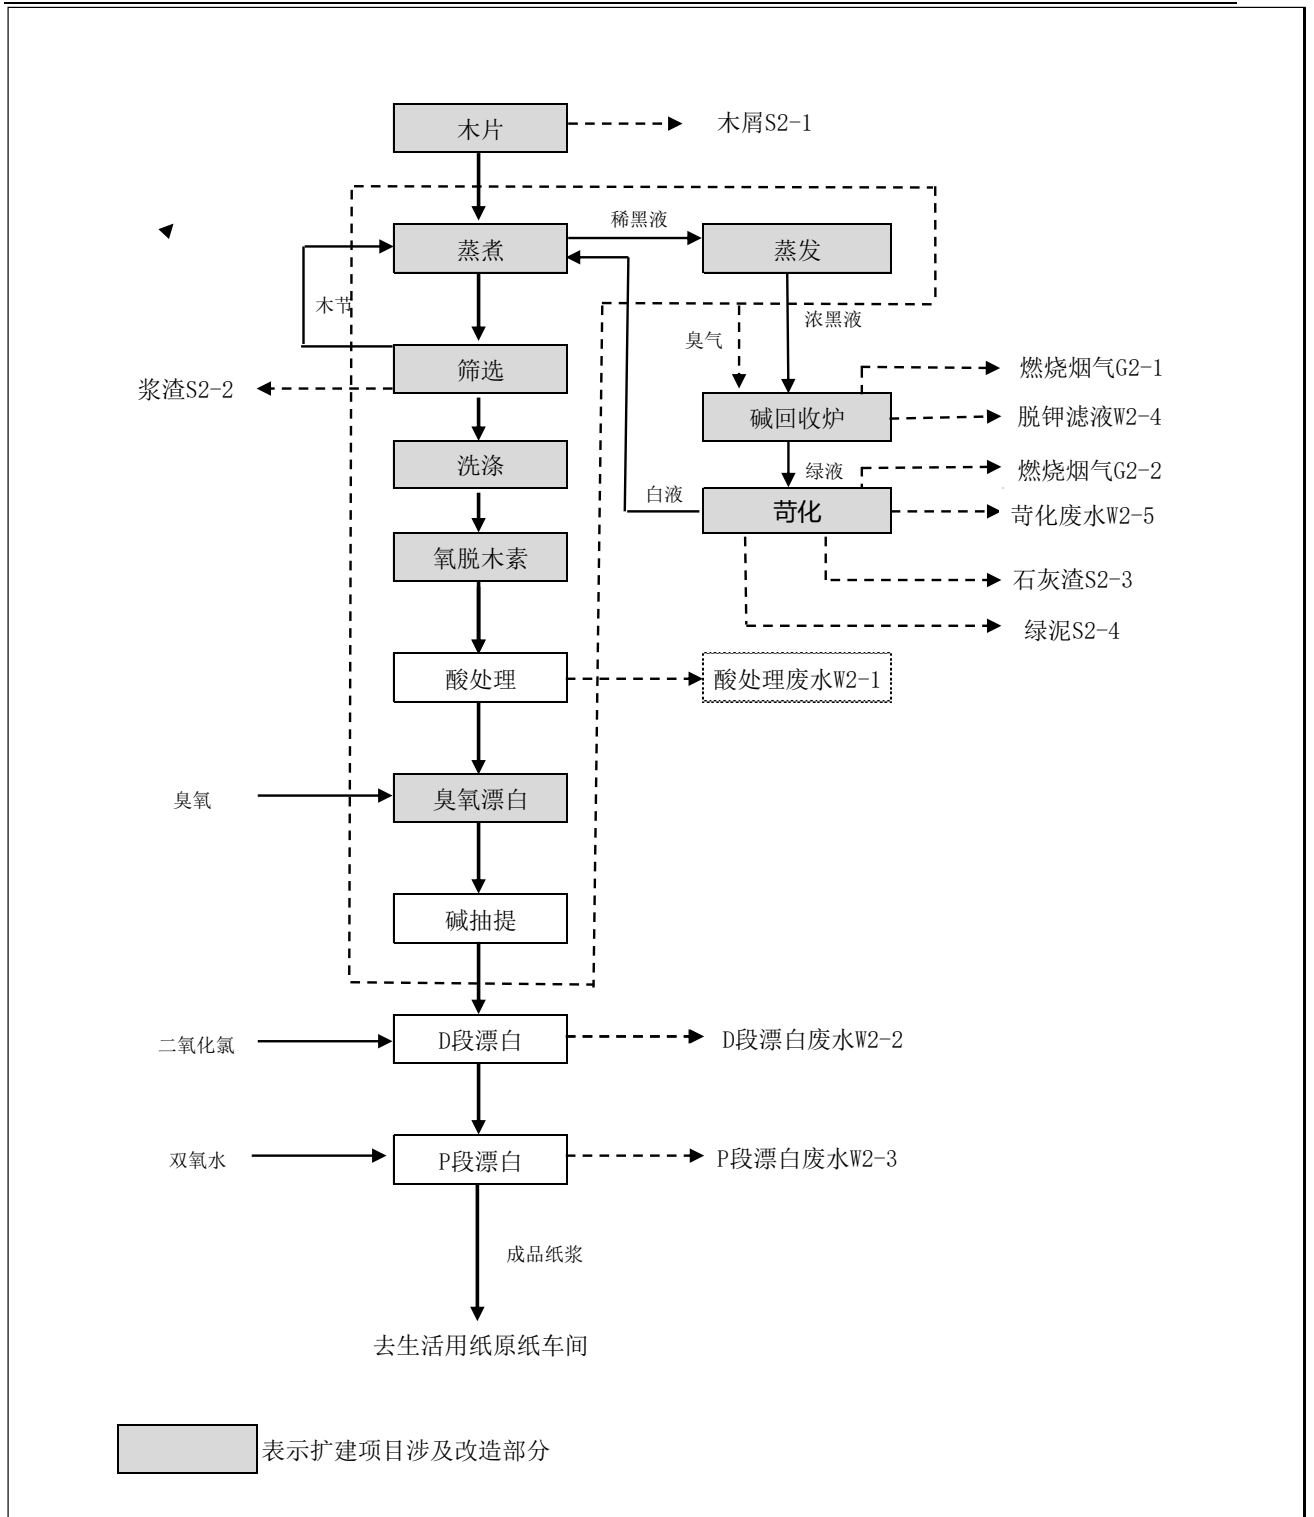 木片
木屑S2-1
稀黑液
蒸煮
蒸发
木节
浓黑液
臭气
筛选
燃烧烟气G2-1
浆渣S2-2
碱回收炉
脱钾滤液W2-4
洗涤
绿液
燃烧烟气G2-2
白液
苛化
苛化废水W2-5
氧脱木素
石灰渣S2-3
绿泥S2-4
酸处理
酸处理废水W2-1
臭氧
臭氧漂白
碱抽提
二氧化氯
D段漂白
D段漂白废水W2-2
双氧水
P段漂白
P段漂白废水W2-3
成品纸浆
去生活用纸原纸车间
表示扩建项目涉及改造部分